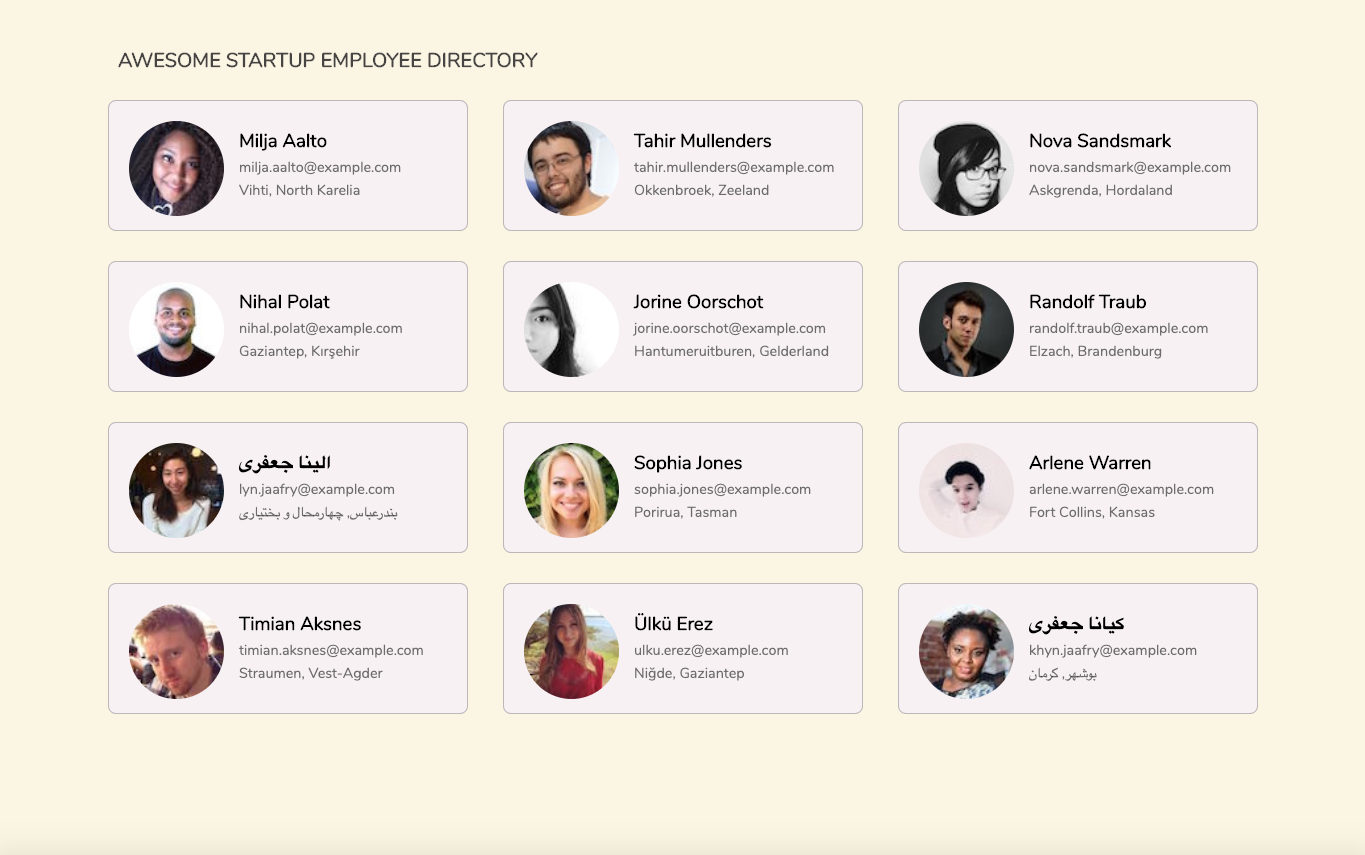 AWESOME STARTUP EMPLOYEE DIRECTORY
Milja Aalto
milja.aalto@example.com
Vihti, North Karelia
Tahir Mullenders
tahir.mullenders@example.com
Okkenbroek, Zeeland
Nova Sandsmark
nova.sandsmark@example.com
Askgrenda, Hordaland
Nihal Polat
nihal.polat@example.com
Gaziantep, Kırşehir
Jorine Oorschot
jorine.oorschot@example.com
Hantumeruitburen, Gelderland
Randolf Traub
randolf.traub@example.com
Elzach, Brandenburg
الینا جعفری
lyn.jaafry@example.com
بندرعباس, چهارمحال و بختیاری
Sophia Jones
sophia.jones@example.com
Porirua, Tasman
Arlene Warren
arlene.warren@example.com
Fort Collins, Kansas
Timian Aksnes
timian.aksnes@example.com
Straumen, Vest-Agder
Ülkü Erez
ulku.erez@example.com
Niğde, Gaziantep
کیانا جعفری
khyn.jaafry@example.com
بوشهر, کرمان